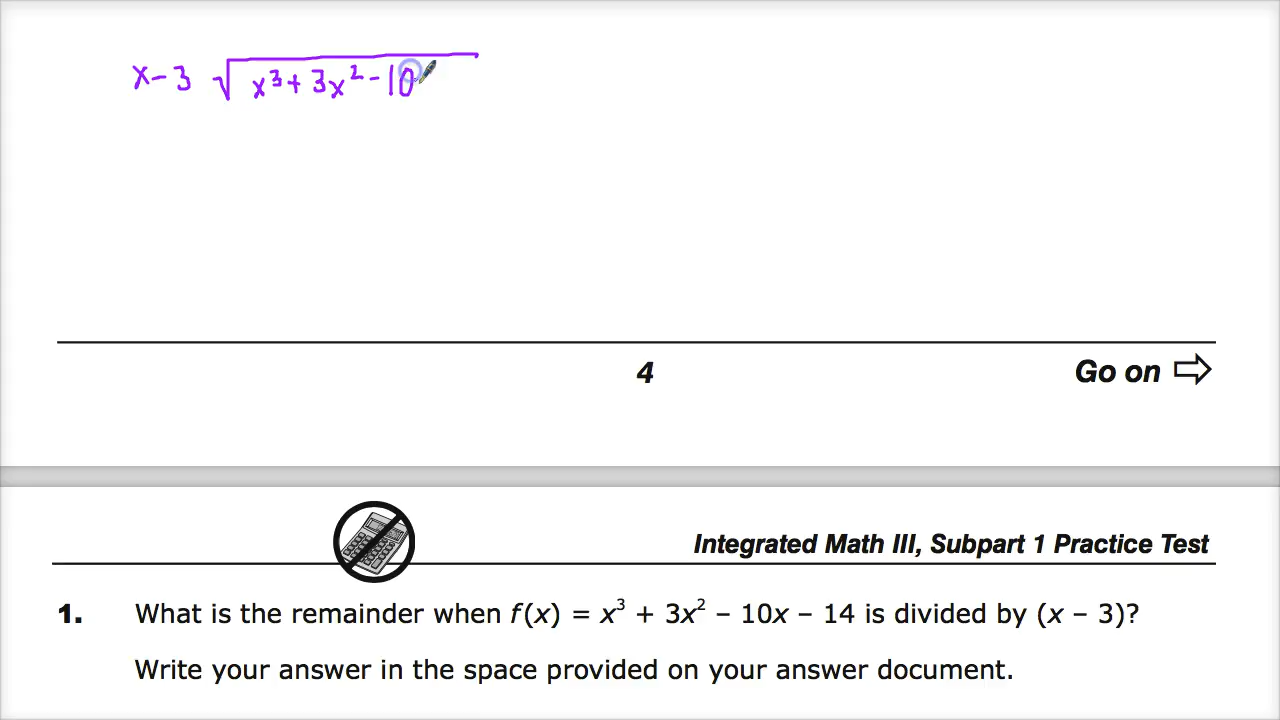 x-3 √x³+3x²-10
4
Go on
Integrated Math III, Subpart 1 Practice Test
1. What is the remainder when f(x) = x³ + 3x² – 10x – 14 is divided by (x – 3)?
Write your answer in the space provided on your answer document.